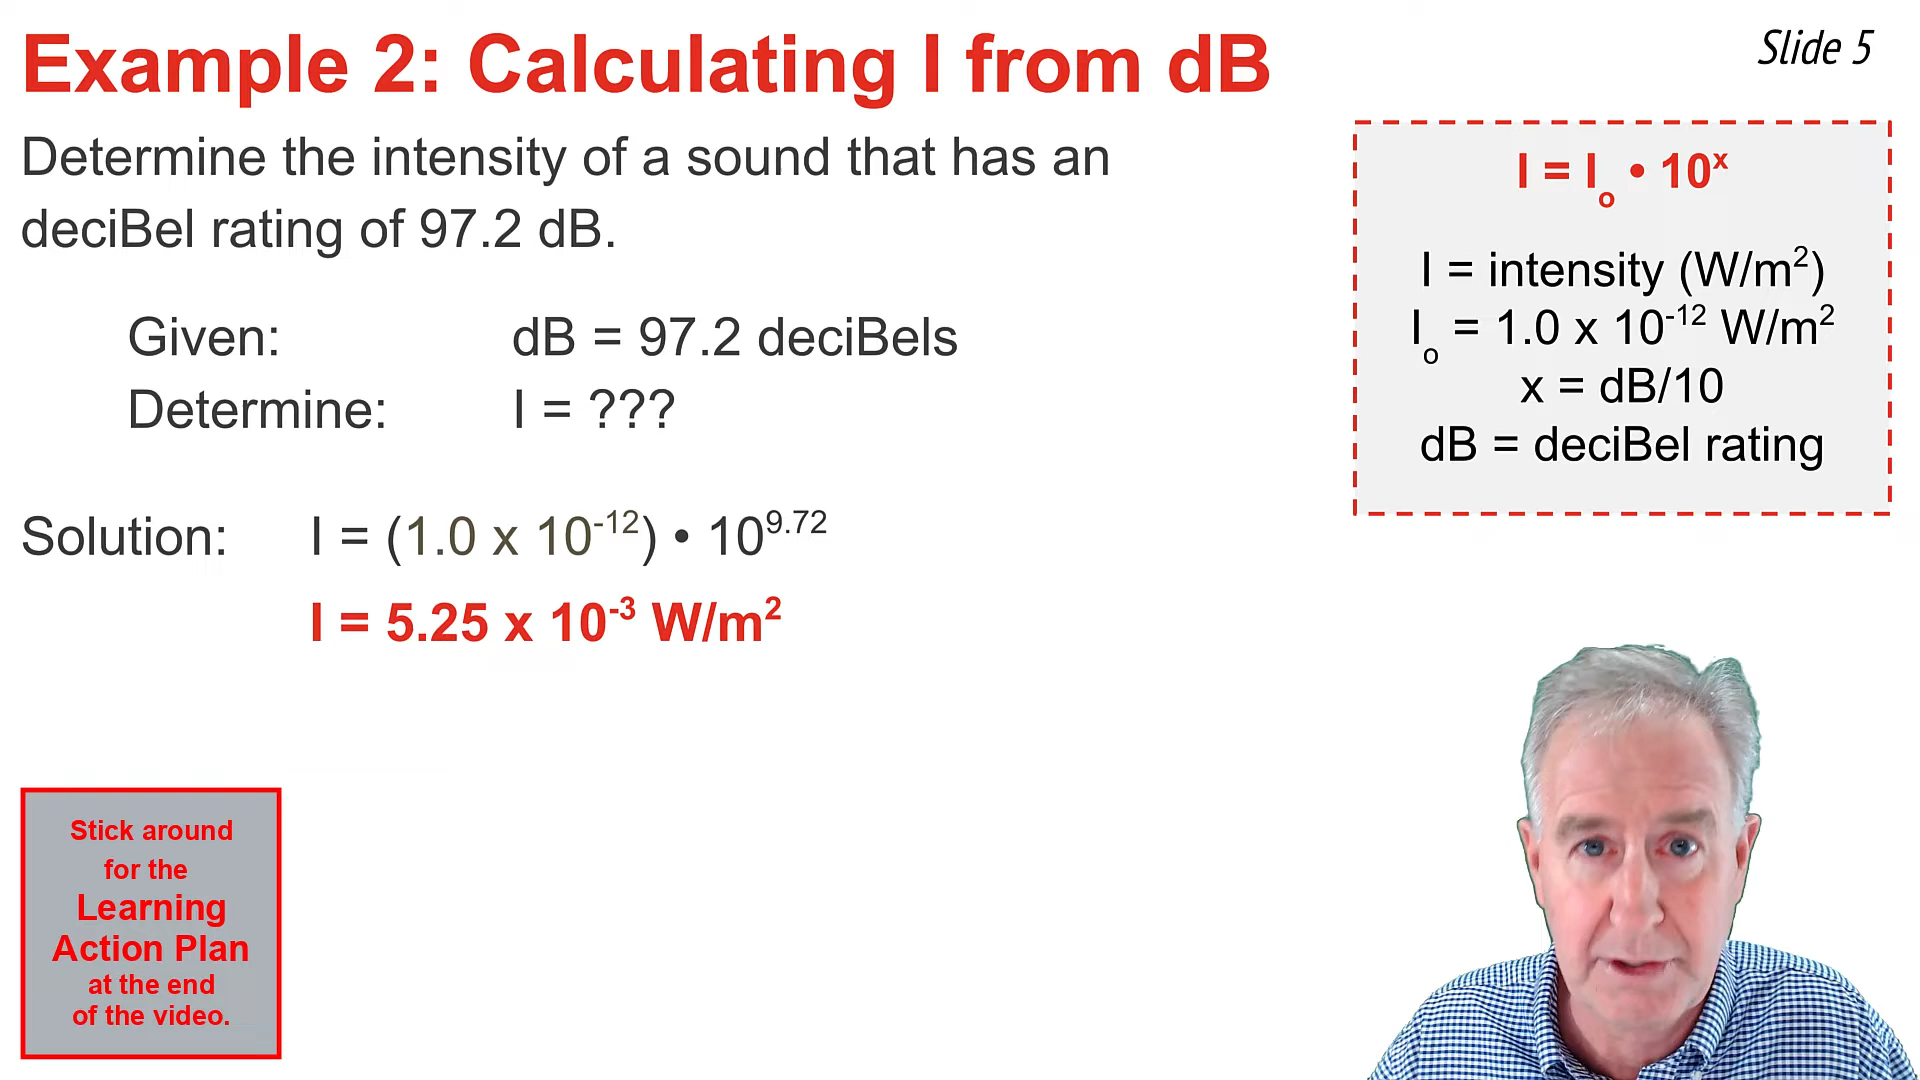 Example 2: Calculating I from dB
Slide 5
Determine the intensity of a sound that has an
deciBel rating of 97.2 dB.
Given: dB = 97.2 deciBels
Determine: I = ???
Solution: I = (1.0 x 10⁻¹²) • 10⁹·⁷²
I = 5.25 x 10⁻³ W/m²
I = Iₒ • 10ˣ
I = intensity (W/m²)
Iₒ = 1.0 x 10⁻¹² W/m²
x = dB/10
dB = deciBel rating
Stick around
for the
Learning
Action Plan
at the end
of the video.